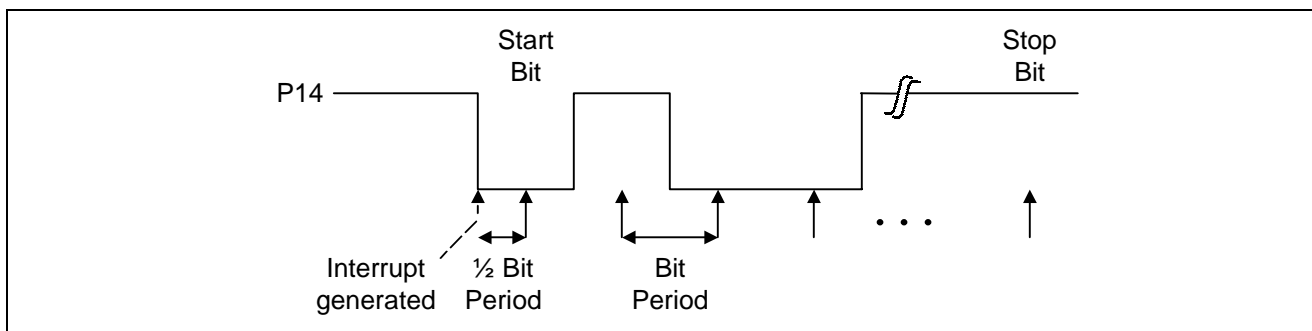 Start
Bit
Stop
Bit
P14
. . .
Interrupt
generated
½ Bit
Period
Bit
Period